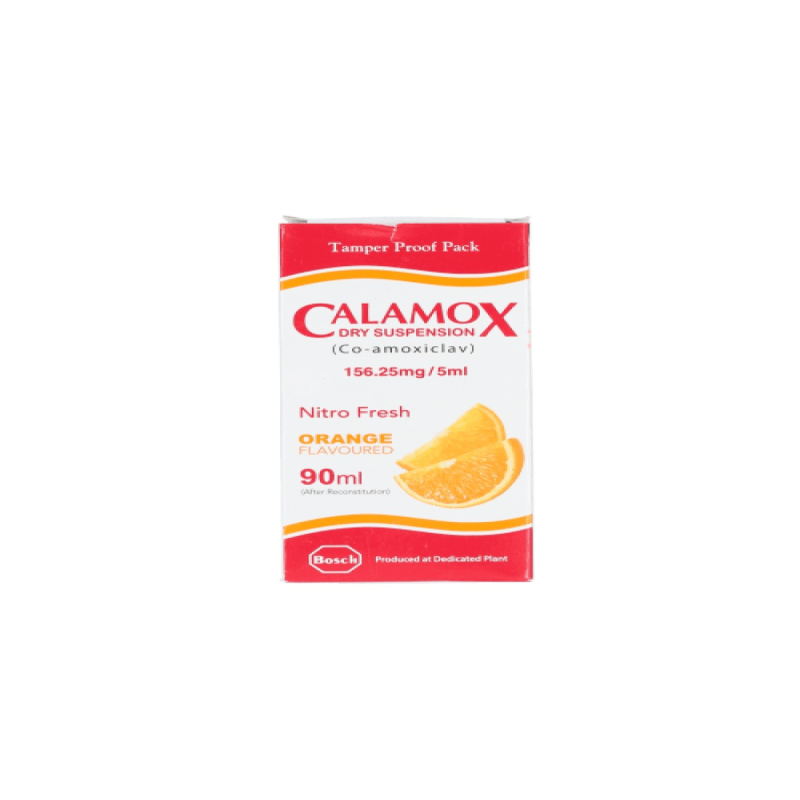 Tamper Proof Pack
CALAMOX
DRY SUSPENSION
(Co-amoxiclav)
156.25mg/5ml
Nitro Fresh
ORANGE
FLAVOURED
90ml
(After Reconstitution)
Bosch
Produced at Dedicated Plant